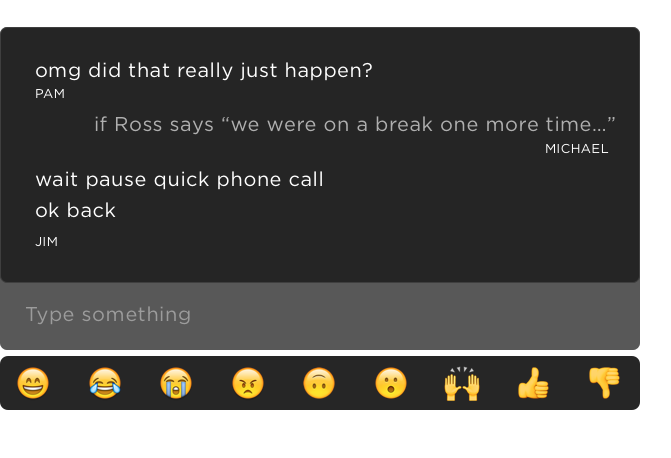 omg did that really just happen?
PAM
if Ross says “we were on a break one more time...”
MICHAEL
wait pause quick phone call
ok back
JIM
Type something